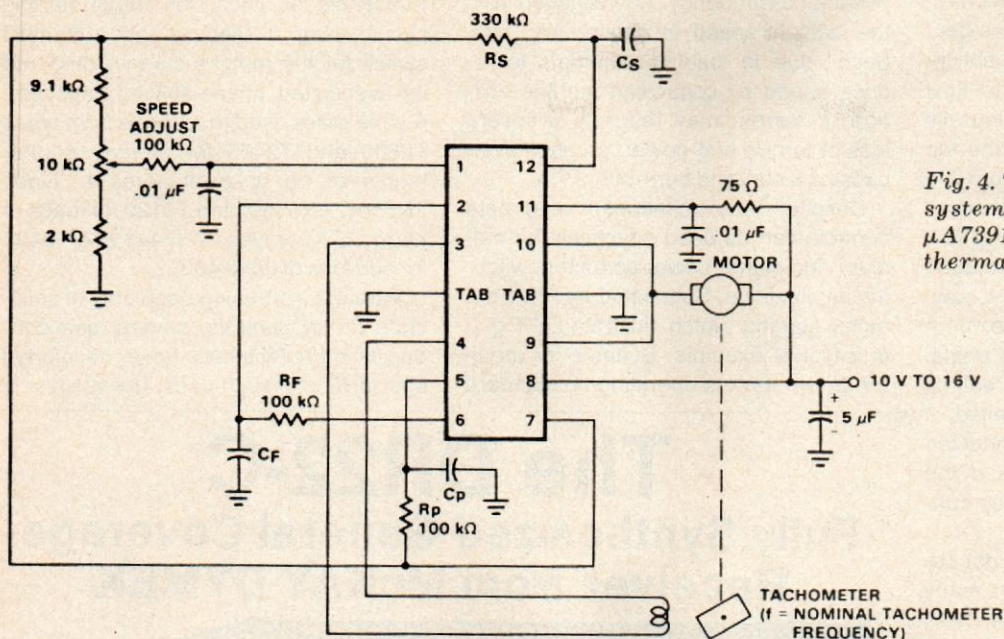 330 kΩ
RS
CS
9.1 kΩ
SPEED
ADJUST
100 kΩ
10 kΩ
.01 µF
2 kΩ
1
2
3
TAB
4
5
6
12
11
10
TAB
9
8
7
75 Ω
.01 µF
MOTOR
10 V TO 16 V
+
5 µF
-
RF
100 kΩ
CF
CP
RP
100 kΩ
TACHOMETER
(f = NOMINAL TACHOMETER
FREQUENCY)
Fig. 4.
system
µA7391
therma